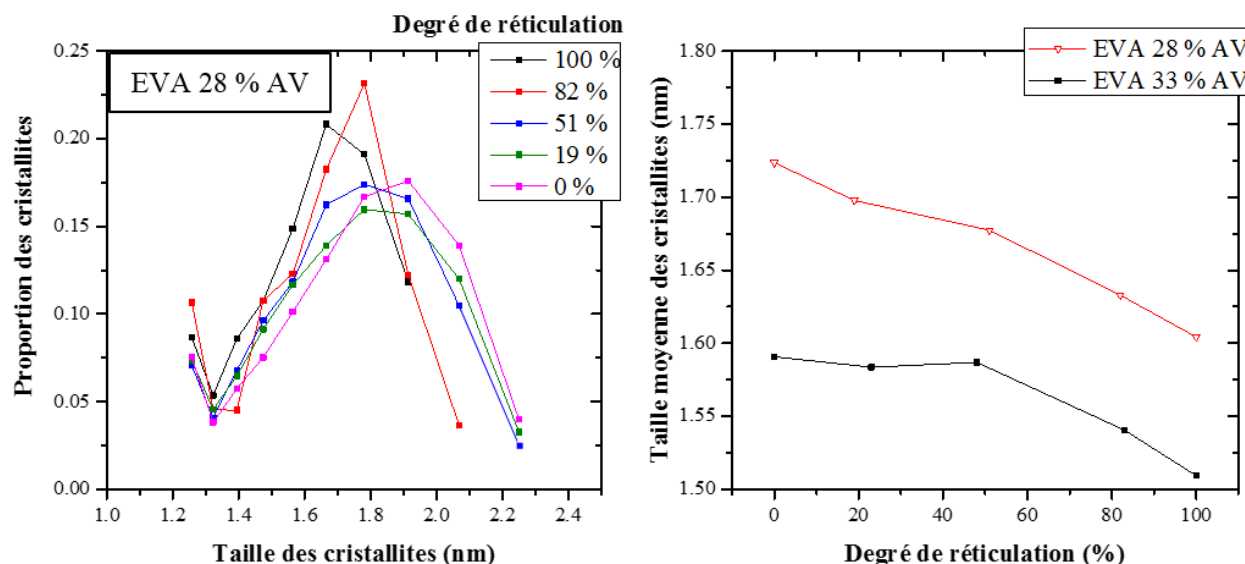 Degré de réticulation
EVA 28 % AV
100 %
82 %
51 %
19 %
0 %
Proportion des cristallites
0.25
0.20
0.15
0.10
0.05
0.00
1.0 1.2 1.4 1.6 1.8 2.0 2.2 2.4
Taille des cristallites (nm)
EVA 28 % AV
EVA 33 % AV
Taille moyenne des cristallites (nm)
1.80
1.75
1.70
1.65
1.60
1.55
1.50
0 20 40 60 80 100
Degré de réticulation (%)